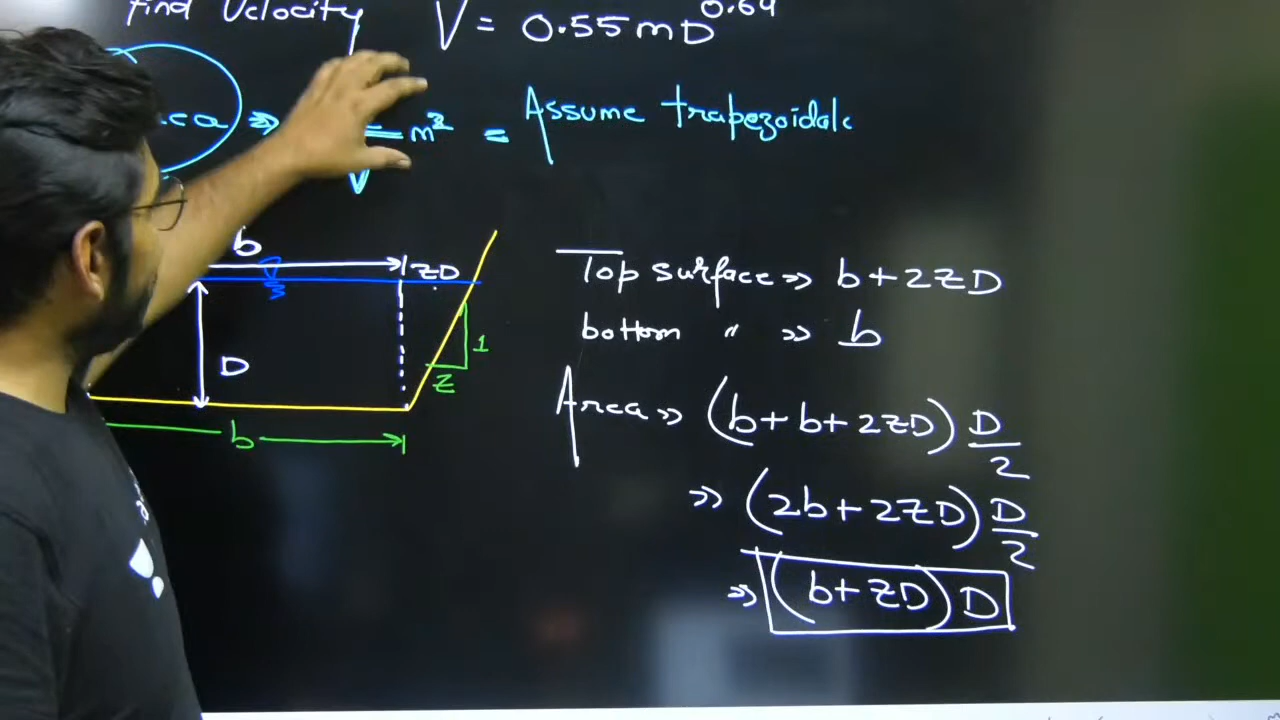 find Velocity V = 0.55 m D^0.64
⇒ m² = Assume trapezoidal
V
b
ZD
Top surface ⇒ b + 2ZD
bottom " ⇒ b
1
D
Z
Area ⇒ (b + b + 2ZD) D/2
b
⇒ (2b + 2ZD) D/2
⇒ (b + ZD) D